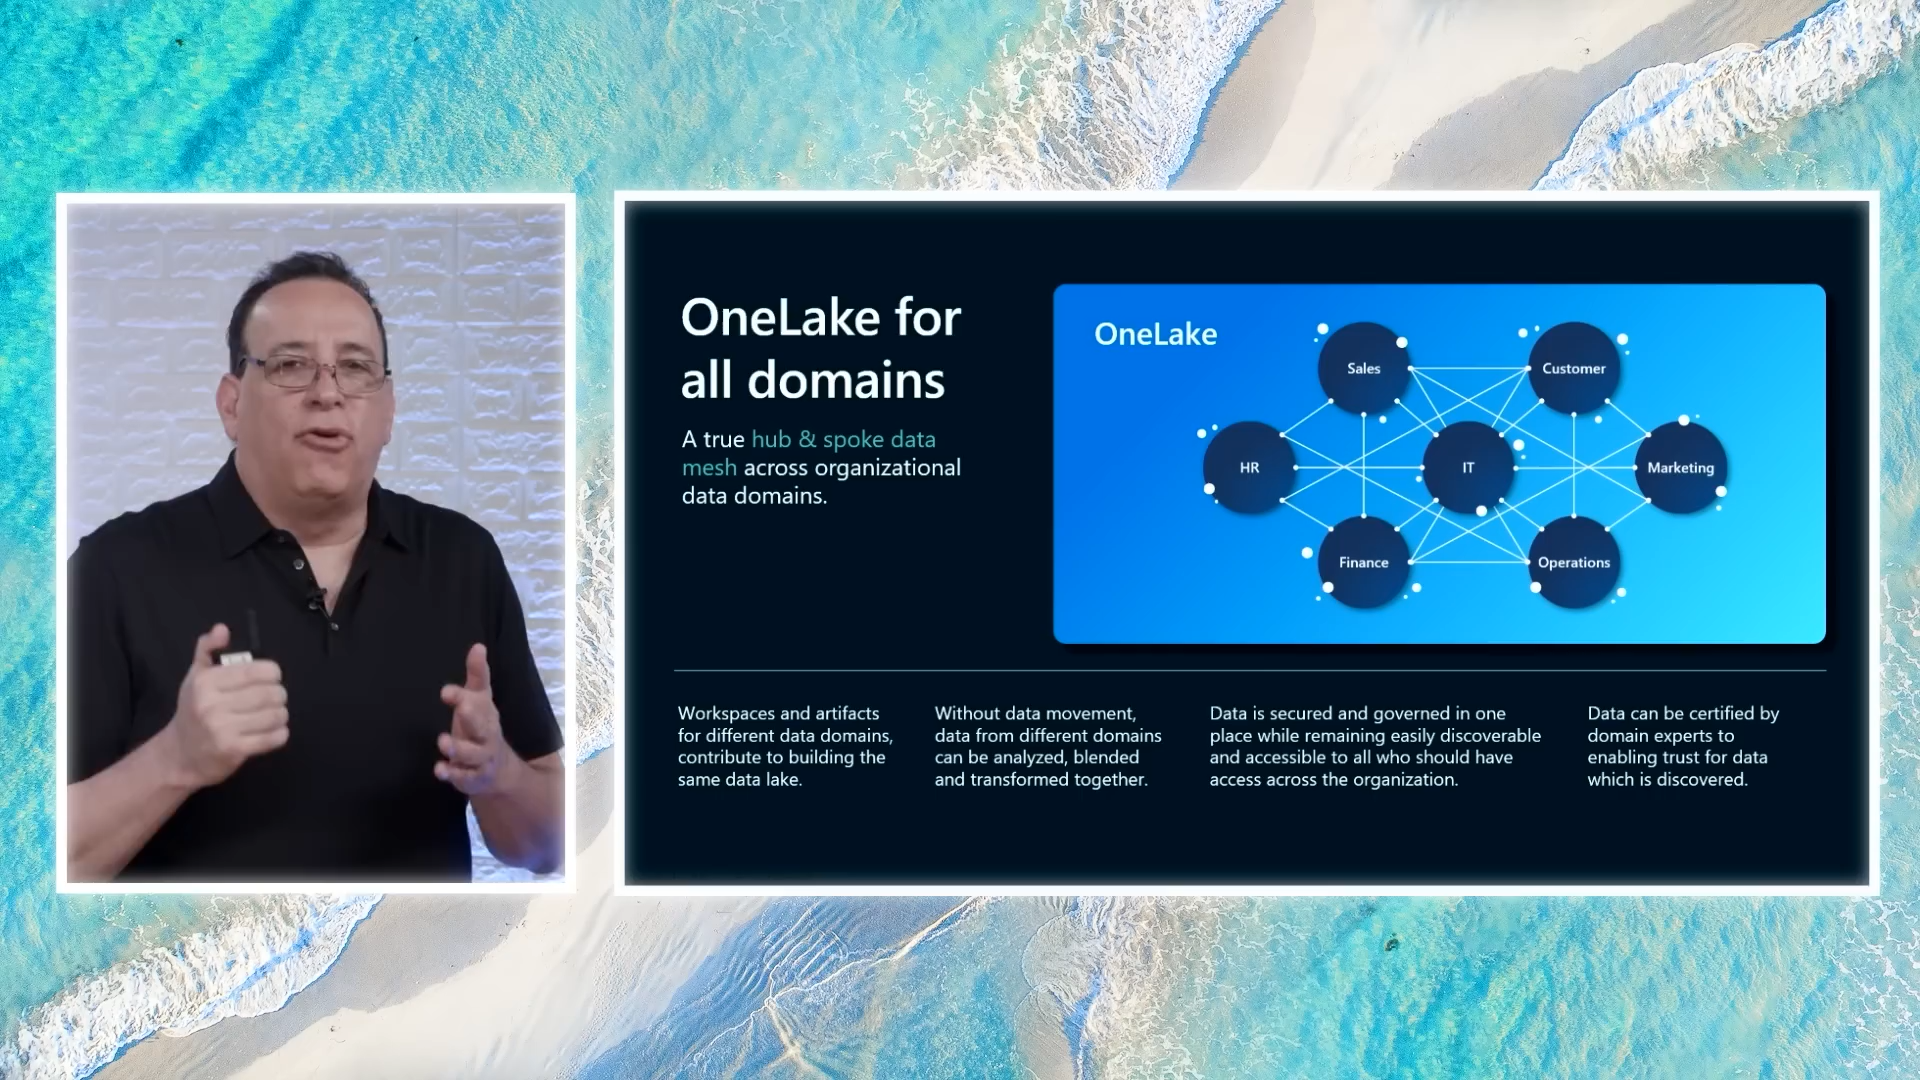 OneLake for
all domains
A true hub & spoke data
mesh across organizational
data domains.
OneLake
Sales
Customer
HR
IT
Marketing
Finance
Operations
Workspaces and artifacts
for different data domains,
contribute to building the
same data lake.
Without data movement,
data from different domains
can be analyzed, blended
and transformed together.
Data is secured and governed in one
place while remaining easily discoverable
and accessible to all who should have
access across the organization.
Data can be certified by
domain experts to
enabling trust for data
which is discovered.